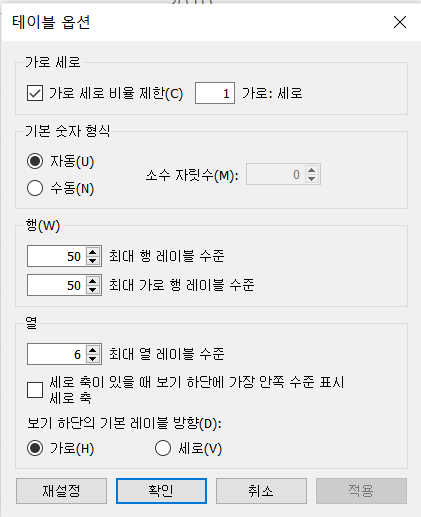 테이블 옵션
가로 세로
가로 세로 비율 제한(C) 1 가로: 세로
기본 숫자 형식
자동(U)
소수 자릿수(M): 0
수동(N)
행(W)
50 최대 행 레이블 수준
50 최대 가로 행 레이블 수준
열
6 최대 열 레이블 수준
세로 축이 있을 때 보기 하단에 가장 안쪽 수준 표시
세로 축
보기 하단의 기본 레이블 방향(D):
가로(H) 세로(V)
재설정 확인 취소 적용